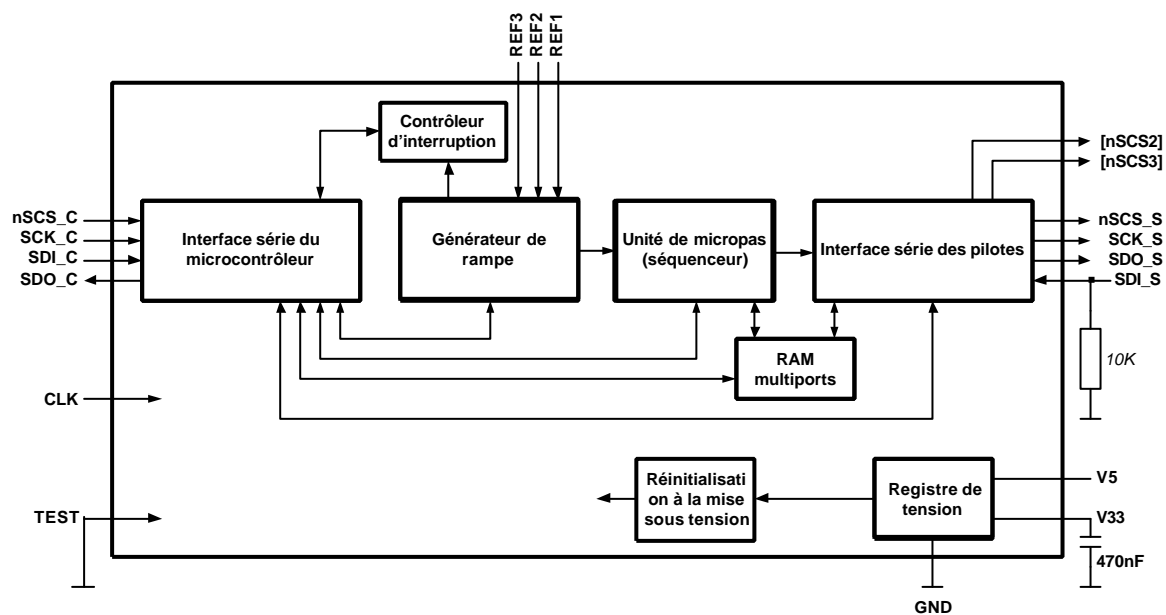 REF3
REF2
REF1
Contrôleur
d'interruption
[nSCS2]
[nSCS3]
nSCS_C
SCK_C
SDI_C
SDO_C
Interface série du
microcontrôleur
Générateur de
rampe
Unité de micropas
(séquenceur)
Interface série des pilotes
nSCS_S
SCK_S
SDO_S
SDI_S
RAM
multiports
10K
CLK
TEST
Réinitialisati
on à la mise
sous tension
Registre de
tension
V5
V33
470nF
GND